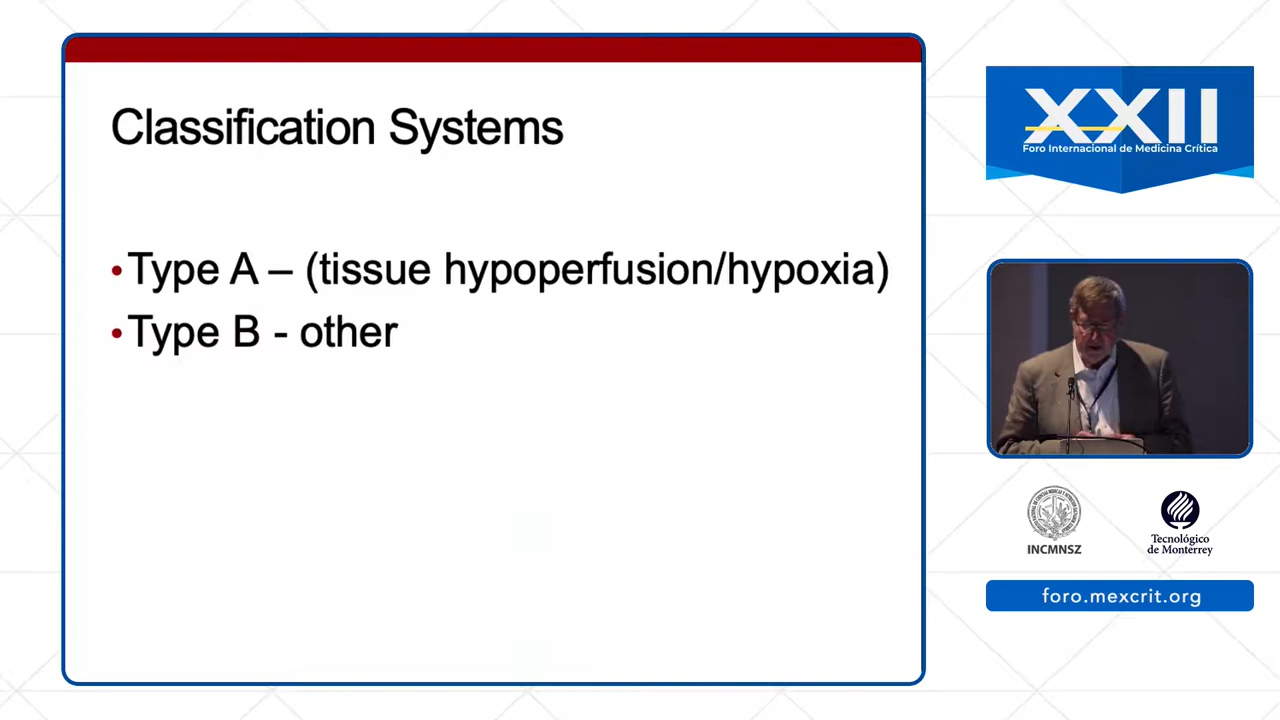 Classification Systems
•Type A – (tissue hypoperfusion/hypoxia)
•Type B - other
XXII
Foro Internacional de Medicina Crítica
INCMNSZ
Tecnológico
de Monterrey
foro.mexcrit.org